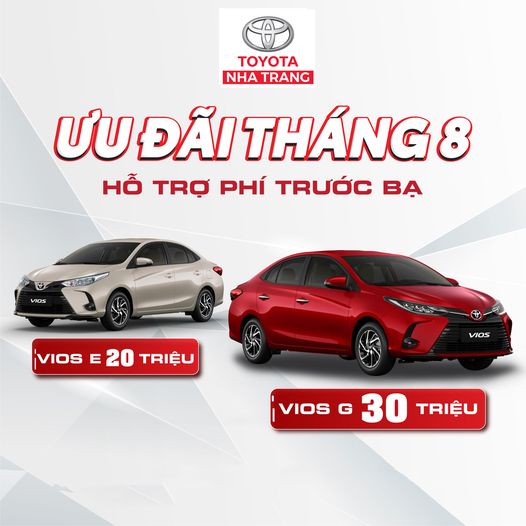 TOYOTA
NHA TRANG
ƯU ĐÃI THÁNG 8
HỖ TRỢ PHÍ TRƯỚC BẠ
VIOS
VIOS
VIOS E 20 TRIỆU
VIOS G 30 TRIỆU